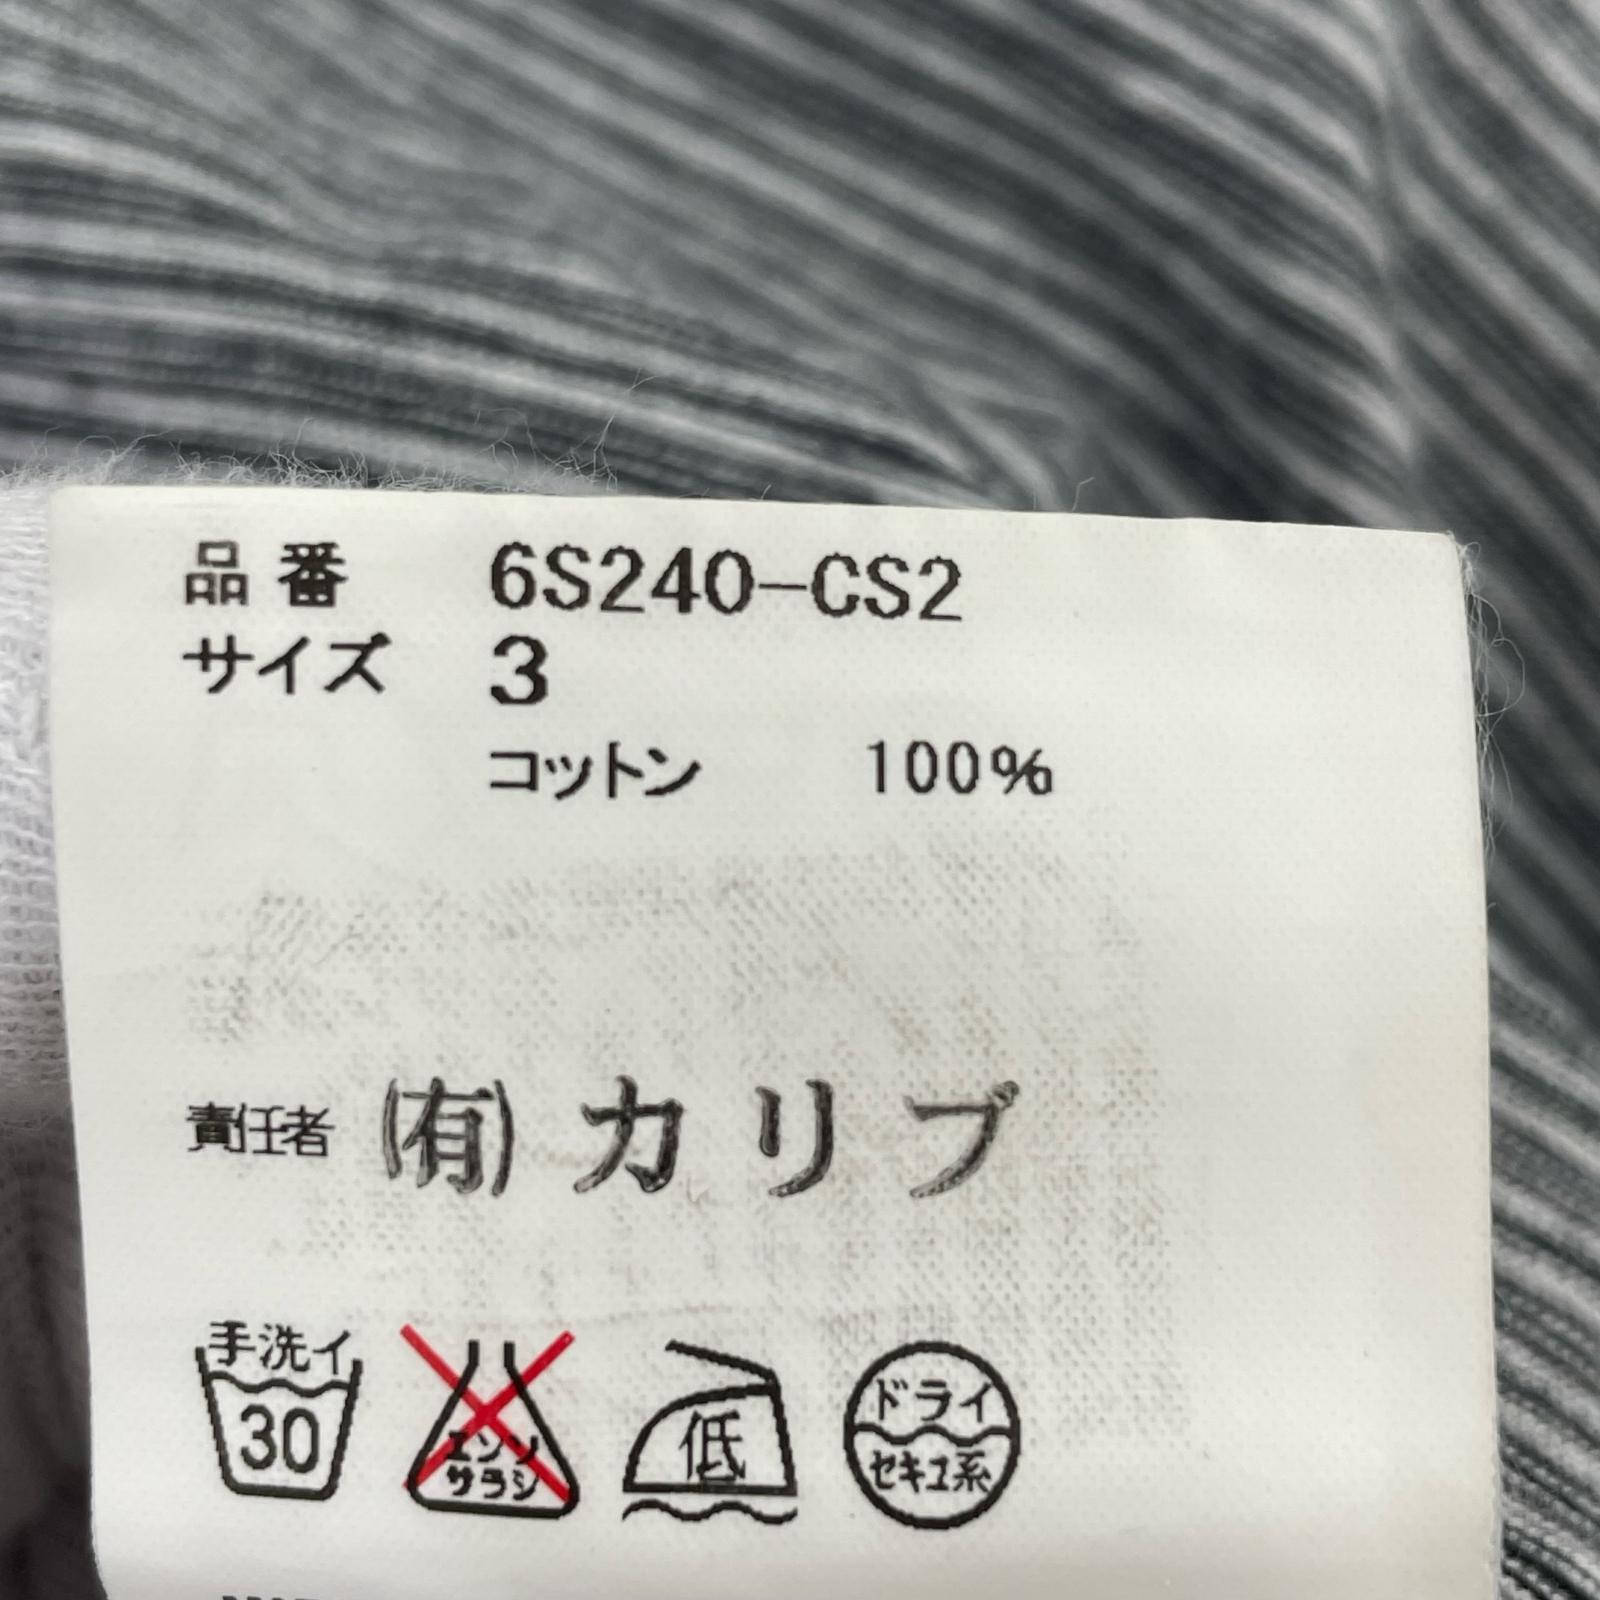 品番 6S240-CS2
サイズ 3
コットン 100%
責任者 (有)カリブ
手洗イ
30
エンソ
サラシ
低
ドライ
セキユ系